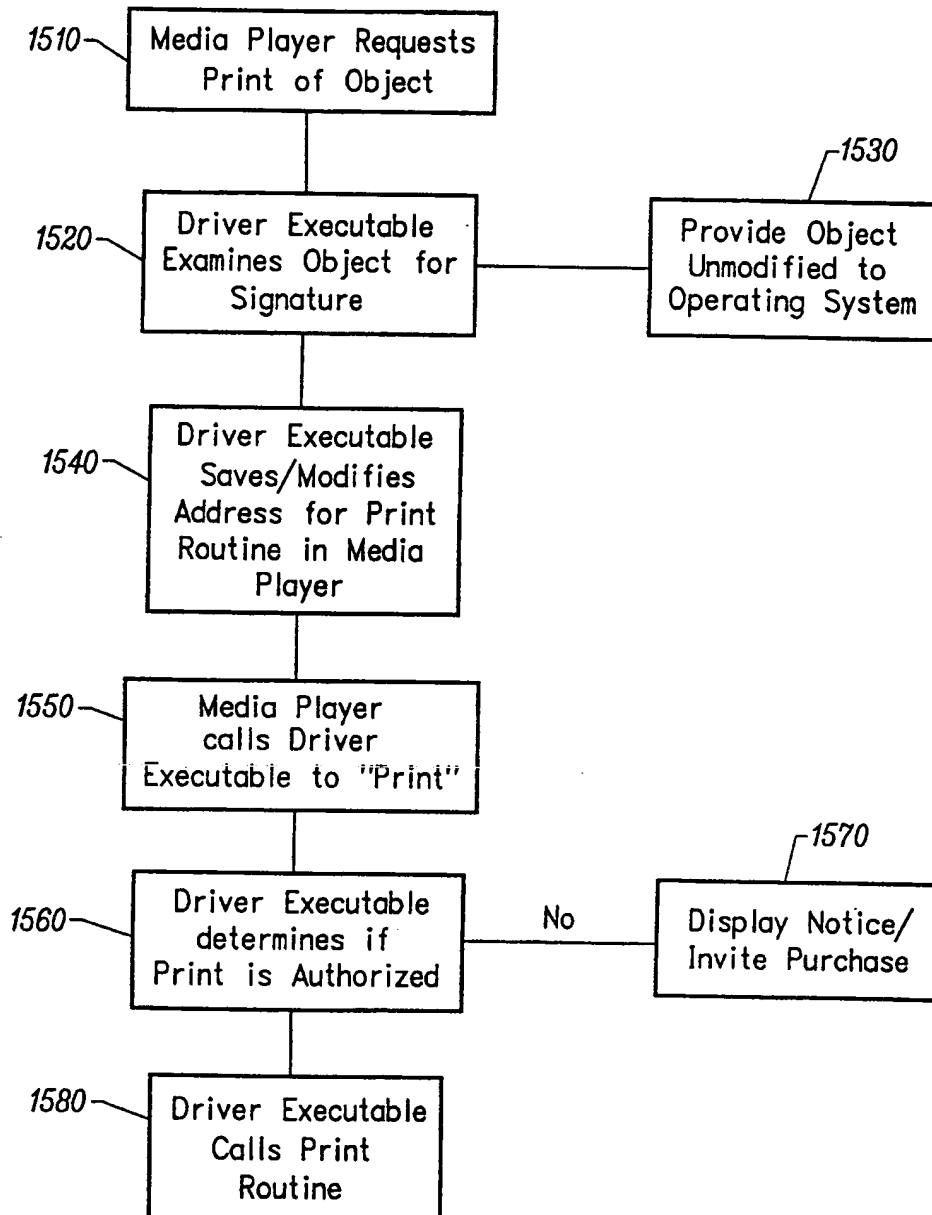 1510
Media Player Requests
Print of Object
1520
Driver Executable
Examines Object for
Signature
1530
Provide Object
Unmodified to
Operating System
1540
Driver Executable
Saves/Modifies
Address for Print
Routine in Media
Player
1550
Media Player
calls Driver
Executable to "Print"
1560
Driver Executable
determines if
Print is Authorized
No
1570
Display Notice/
Invite Purchase
1580
Driver Executable
Calls Print
Routine